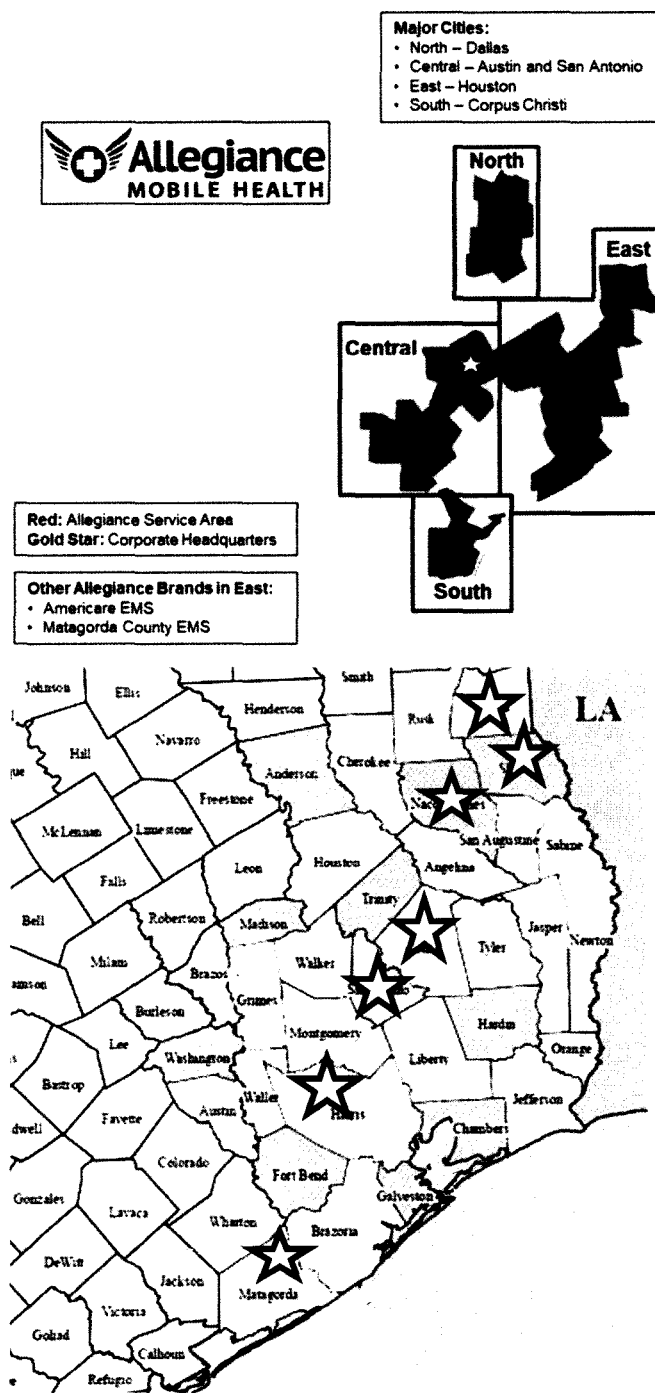 Major Cities:
• North – Dallas
• Central – Austin and San Antonio
• East – Houston
• South – Corpus Christi
Allegiance
MOBILE HEALTH
North
East
Central
South
Red: Allegiance Service Area
Gold Star: Corporate Headquarters
Other Allegiance Brands in East:
• Americare EMS
• Matagorda County EMS
Johnson
Ellis
Smith
Henderson
Rusk
LA
Hill
Navarro
Anderson
Cherokee
Freestone
McLennan
Limestone
San Augustine
Sabine
Falls
Leon
Houston
Angelina
Bell
Robertson
Madison
Trinity
Milam
Brazos
Walker
Tyler
Jasper
Newton
Grimes
Burleson
Lee
Montgomery
Hardin
Washington
Liberty
Orange
Bastrop
Waller
Austin
Harris
Jefferson
Fayette
Chambers
Colorado
Fort Bend
Galveston
Gonzales
Lavaca
Wharton
Brazoria
DeWitt
Jackson
Matagorda
Victoria
Goliad
Calhoun
Refugio